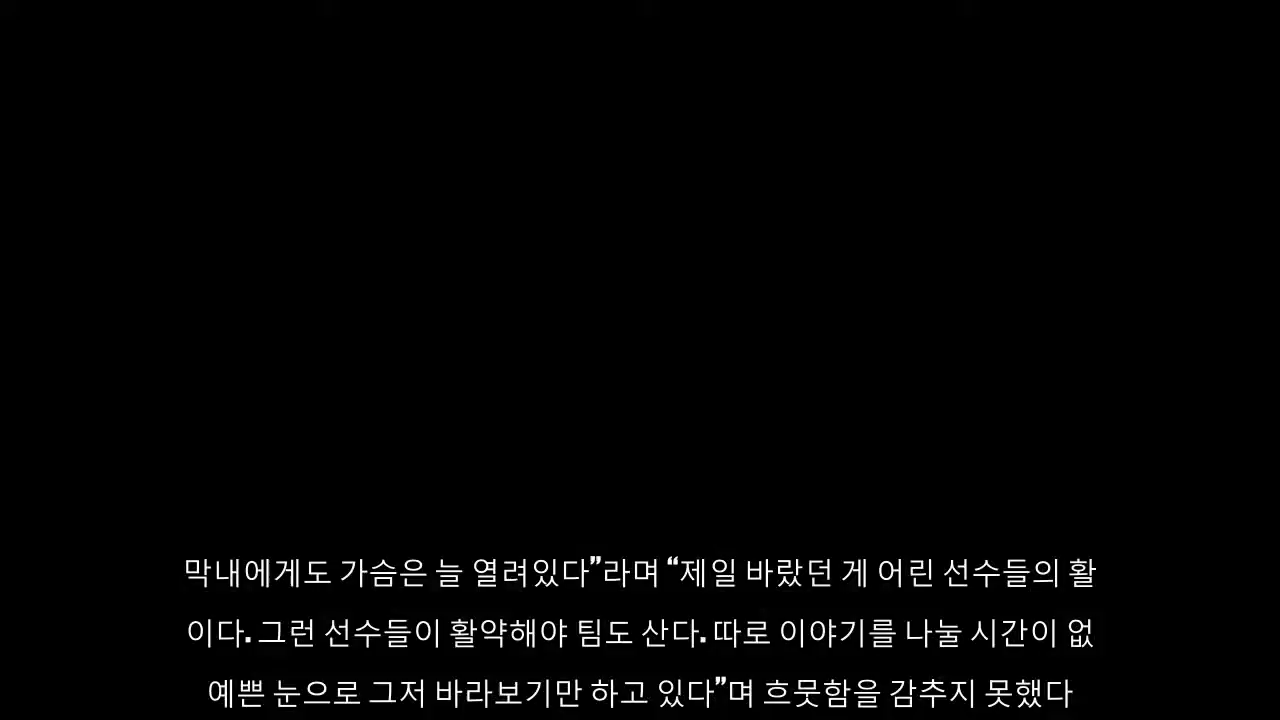 막내에게도 가슴은 늘 열려있다”라며 “제일 바랐던 게 어린 선수들의 활
이다. 그런 선수들이 활약해야 팀도 산다. 따로 이야기를 나눌 시간이 없
예쁜 눈으로 그저 바라보기만 하고 있다”며 흐뭇함을 감추지 못했다